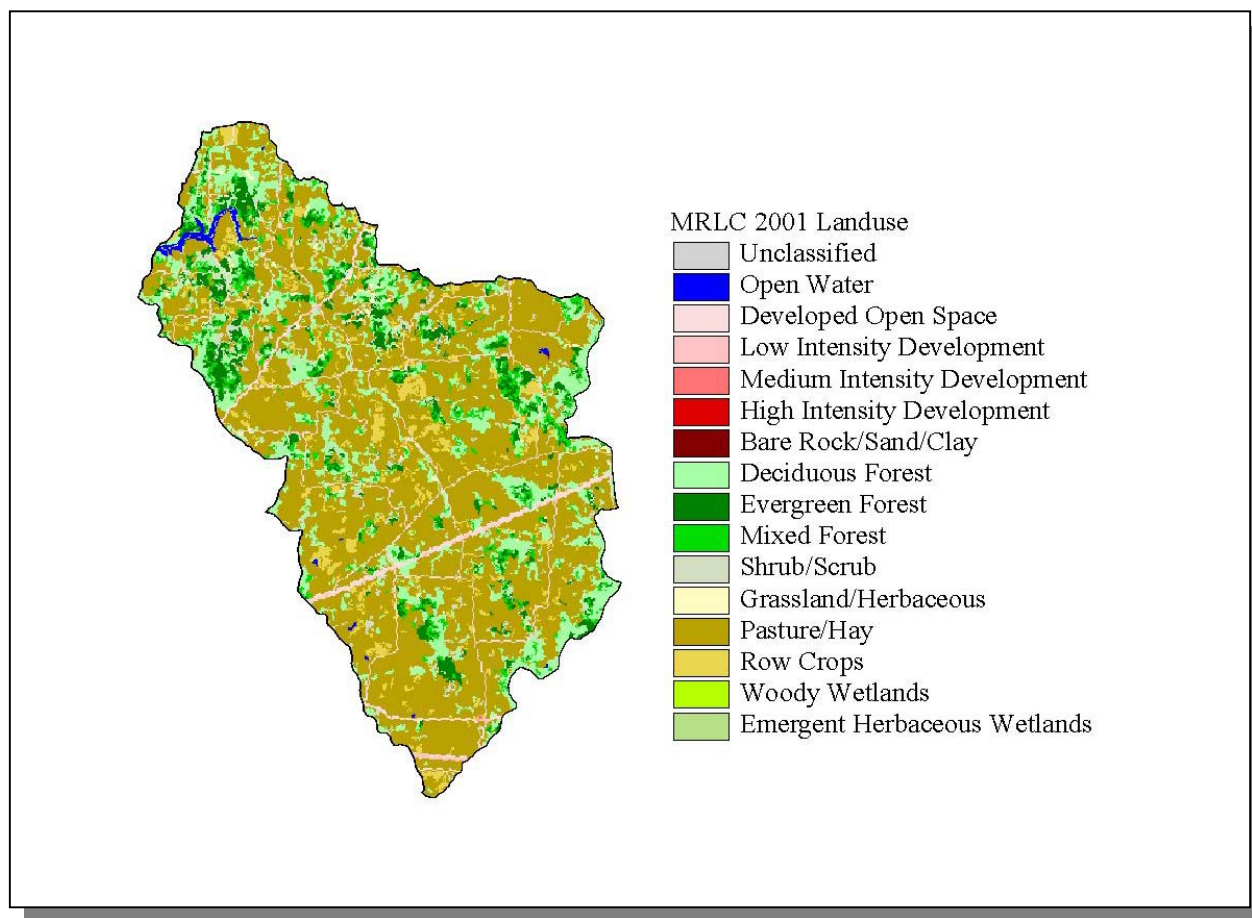 MRLC 2001 Landuse
Unclassified
Open Water
Developed Open Space
Low Intensity Development
Medium Intensity Development
High Intensity Development
Bare Rock/Sand/Clay
Deciduous Forest
Evergreen Forest
Mixed Forest
Shrub/Scrub
Grassland/Herbaceous
Pasture/Hay
Row Crops
Woody Wetlands
Emergent Herbaceous Wetlands